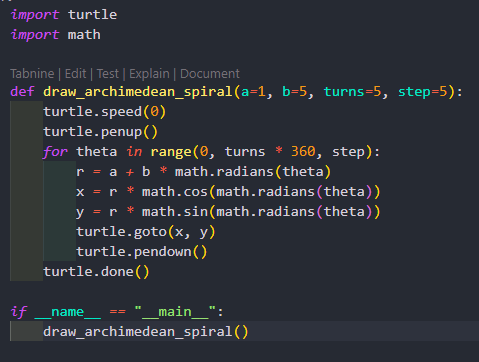 import turtle
import math
Tabnine | Edit | Test | Explain | Document
def draw_archimedean_spiral(a=1, b=5, turns=5, step=5):
    turtle.speed(0)
    turtle.penup()
    for theta in range(0, turns * 360, step):
        r = a + b * math.radians(theta)
        x = r * math.cos(math.radians(theta))
        y = r * math.sin(math.radians(theta))
        turtle.goto(x, y)
        turtle.pendown()
    turtle.done()
if __name__ == "__main__":
    draw_archimedean_spiral()